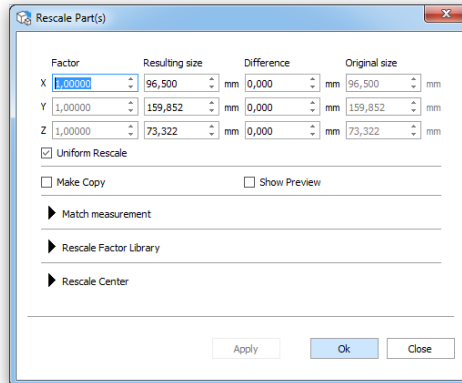 Rescale Part(s)
Factor Resulting size Difference Original size
X 1,00000 96,500 mm 0,000 mm 96,500 mm
Y 1,00000 159,852 mm 0,000 mm 159,852 mm
Z 1,00000 73,322 mm 0,000 mm 73,322 mm
Uniform Rescale
Make Copy Show Preview
Match measurement
Rescale Factor Library
Rescale Center
Apply Ok Close